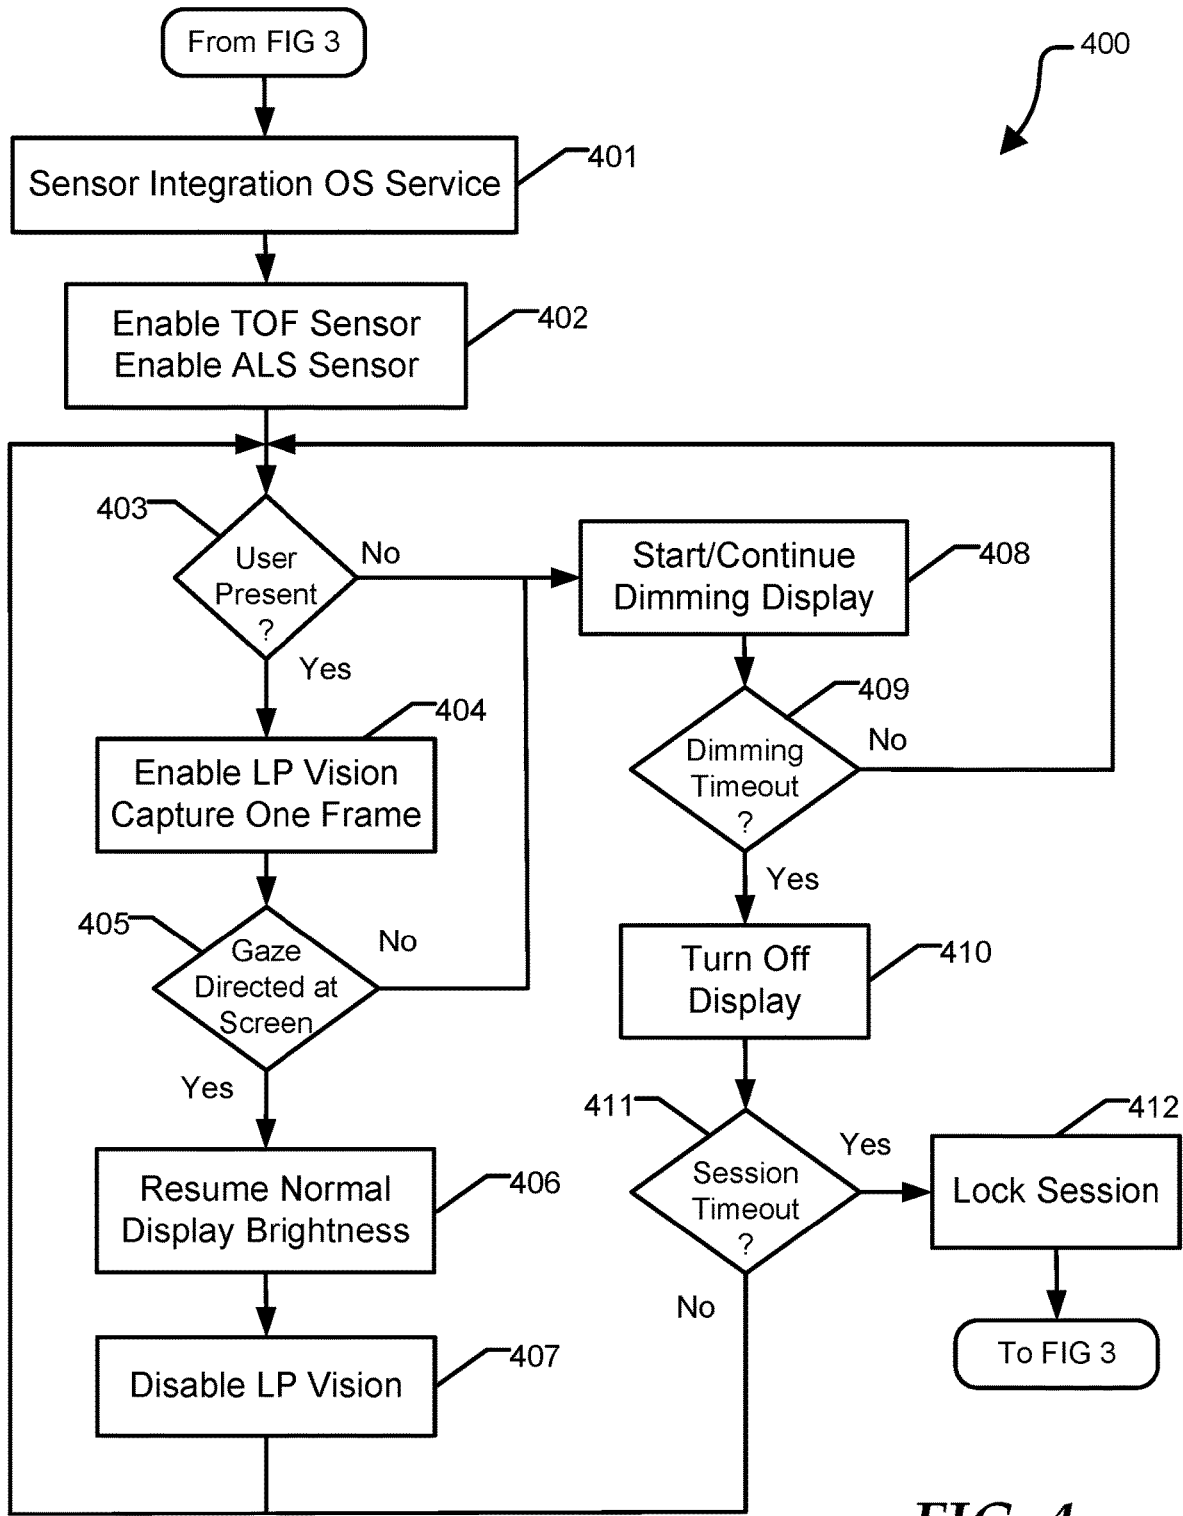 From FIG 3
400
401
Sensor Integration OS Service
402
Enable TOF Sensor
Enable ALS Sensor
403
User
Present
?
No
Yes
404
Enable LP Vision
Capture One Frame
405
Gaze
Directed at
Screen
No
Yes
406
Resume Normal
Display Brightness
407
Disable LP Vision
408
Start/Continue
Dimming Display
409
Dimming
Timeout
?
No
Yes
410
Turn Off
Display
411
Session
Timeout
?
Yes
No
412
Lock Session
To FIG 3
FIG. 4